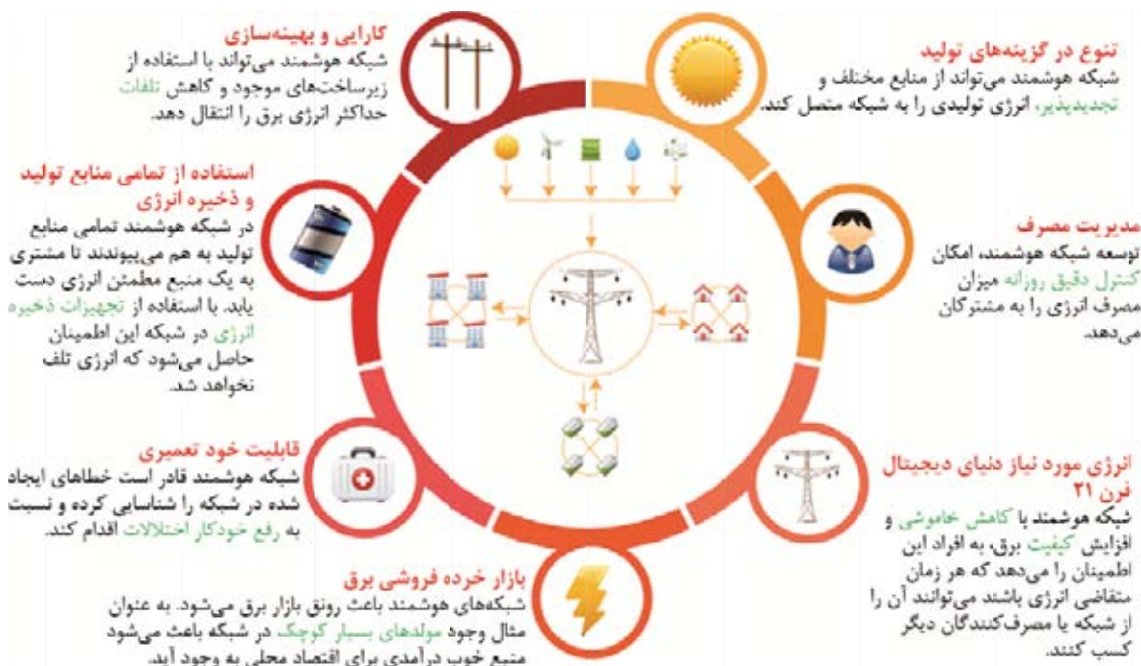 تنوع در گزینه‌های تولید
شبکه هوشمند می‌تواند از منابع مختلف و
تجدیدپذیر، انرژی تولیدی را به شبکه متصل کند.
مدیریت مصرف
توسعه شبکه هوشمند، امکان
کنترل دقیق روزانه میزان
مصرف انرژی را به مشترکان
می‌دهد.
انرژی مورد نیاز دنیای دیجیتال
قرن ۲۱
شبکه هوشمند با کاهش خاموشی و
افزایش کیفیت برق، به افراد این
اطمینان را می‌دهد که هر زمان
متقاضی انرژی باشند می‌توانند آن را
از شبکه یا مصرف‌کنندگان دیگر
کسب کنند.
بازار خرده فروشی برق
شبکه‌های هوشمند باعث رونق بازار برق می‌شود. به عنوان
مثال وجود مولدهای بسیار کوچک در شبکه باعث می‌شود
منبع خوب درآمدی برای اقتصاد محلی به وجود آید.
قابلیت خود تعمیری
شبکه هوشمند قادر است خطاهای ایجاد
شده در شبکه را شناسایی کرده و نسبت
به رفع خودکار اختلالات اقدام کند.
استفاده از تمامی منابع تولید
و ذخیره انرژی
در شبکه هوشمند تمامی منابع
تولید به هم می‌پیوندند تا مشتری
به یک منبع مطمئن انرژی دست
یابد. با استفاده از تجهیزات ذخیره
انرژی در شبکه این اطمینان
حاصل می‌شود که انرژی تلف
نخواهد شد.
کارایی و بهینه‌سازی
شبکه هوشمند می‌تواند با استفاده از
زیرساخت‌های موجود و کاهش تلفات
حداکثر انرژی برق را انتقال دهد.